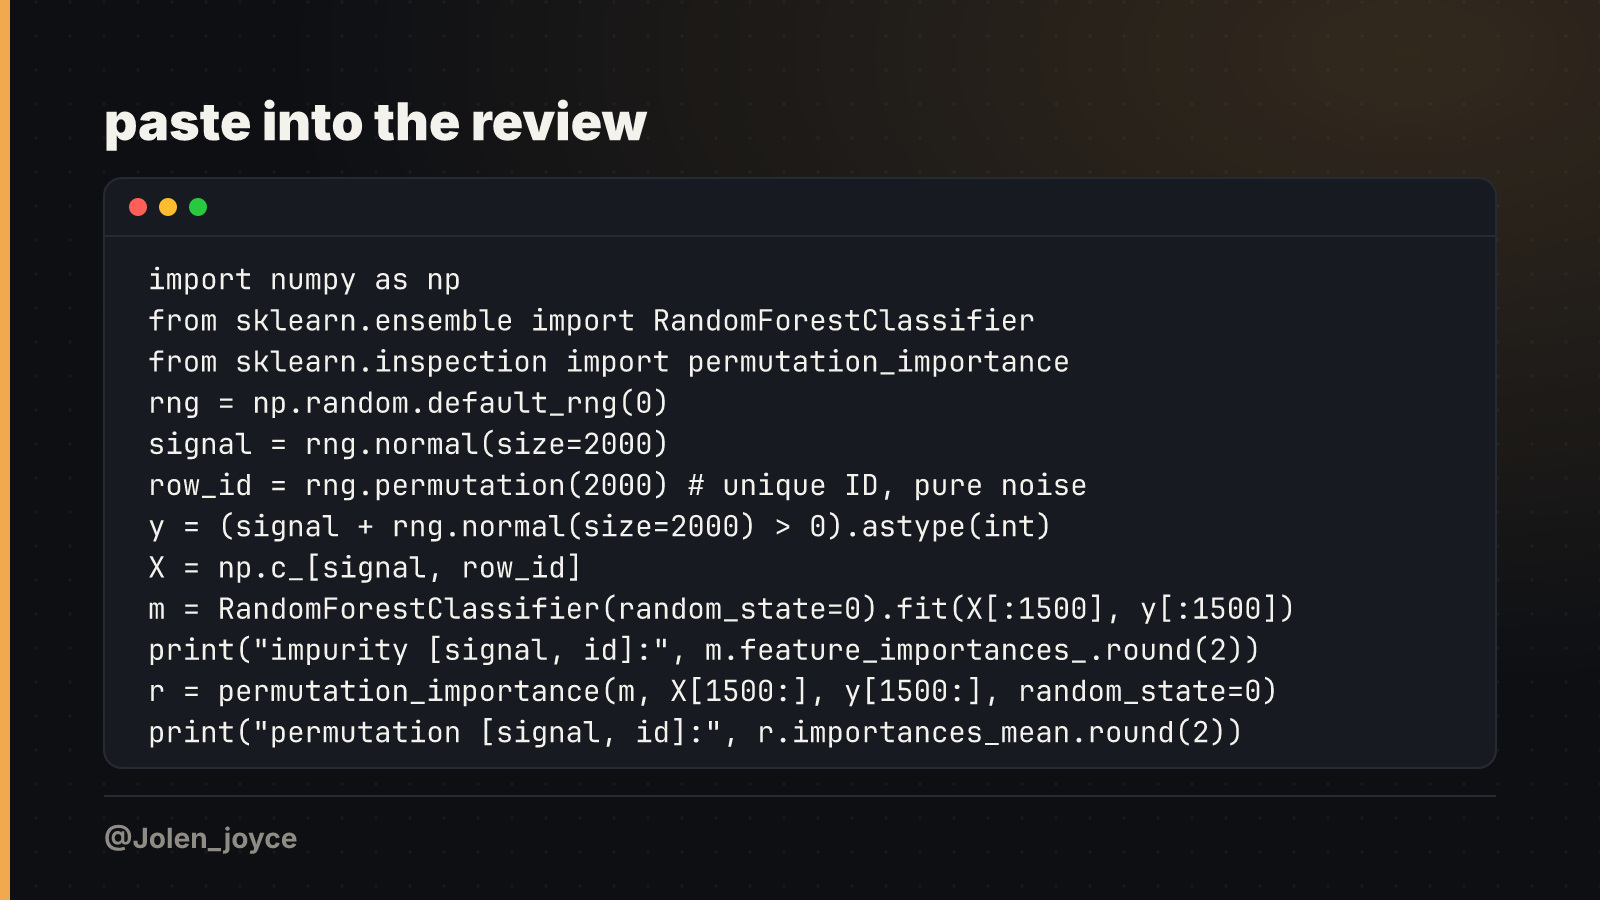 paste into the review
import numpy as np
from sklearn.ensemble import RandomForestClassifier
from sklearn.inspection import permutation_importance
rng = np.random.default_rng(0)
signal = rng.normal(size=2000)
row_id = rng.permutation(2000) # unique ID, pure noise
y = (signal + rng.normal(size=2000) > 0).astype(int)
X = np.c_[signal, row_id]
m = RandomForestClassifier(random_state=0).fit(X[:1500], y[:1500])
print("impurity [signal, id]:", m.feature_importances_.round(2))
r = permutation_importance(m, X[1500:], y[1500:], random_state=0)
print("permutation [signal, id]:", r.importances_mean.round(2))
@Jolen_joyce